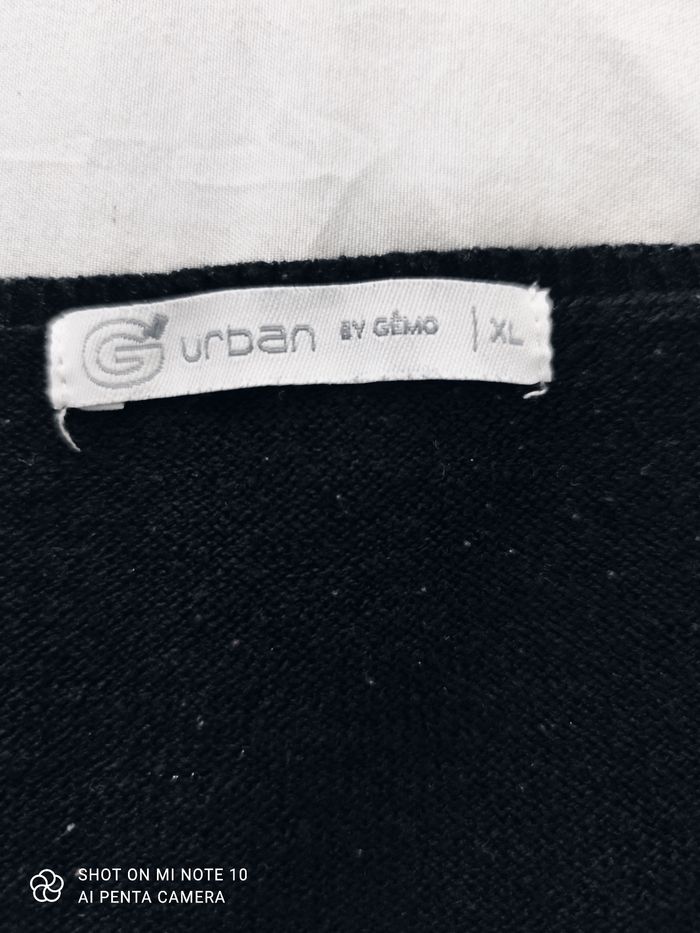 G urban BY GÉMO | XL
SHOT ON MI NOTE 10
AI PENTA CAMERA